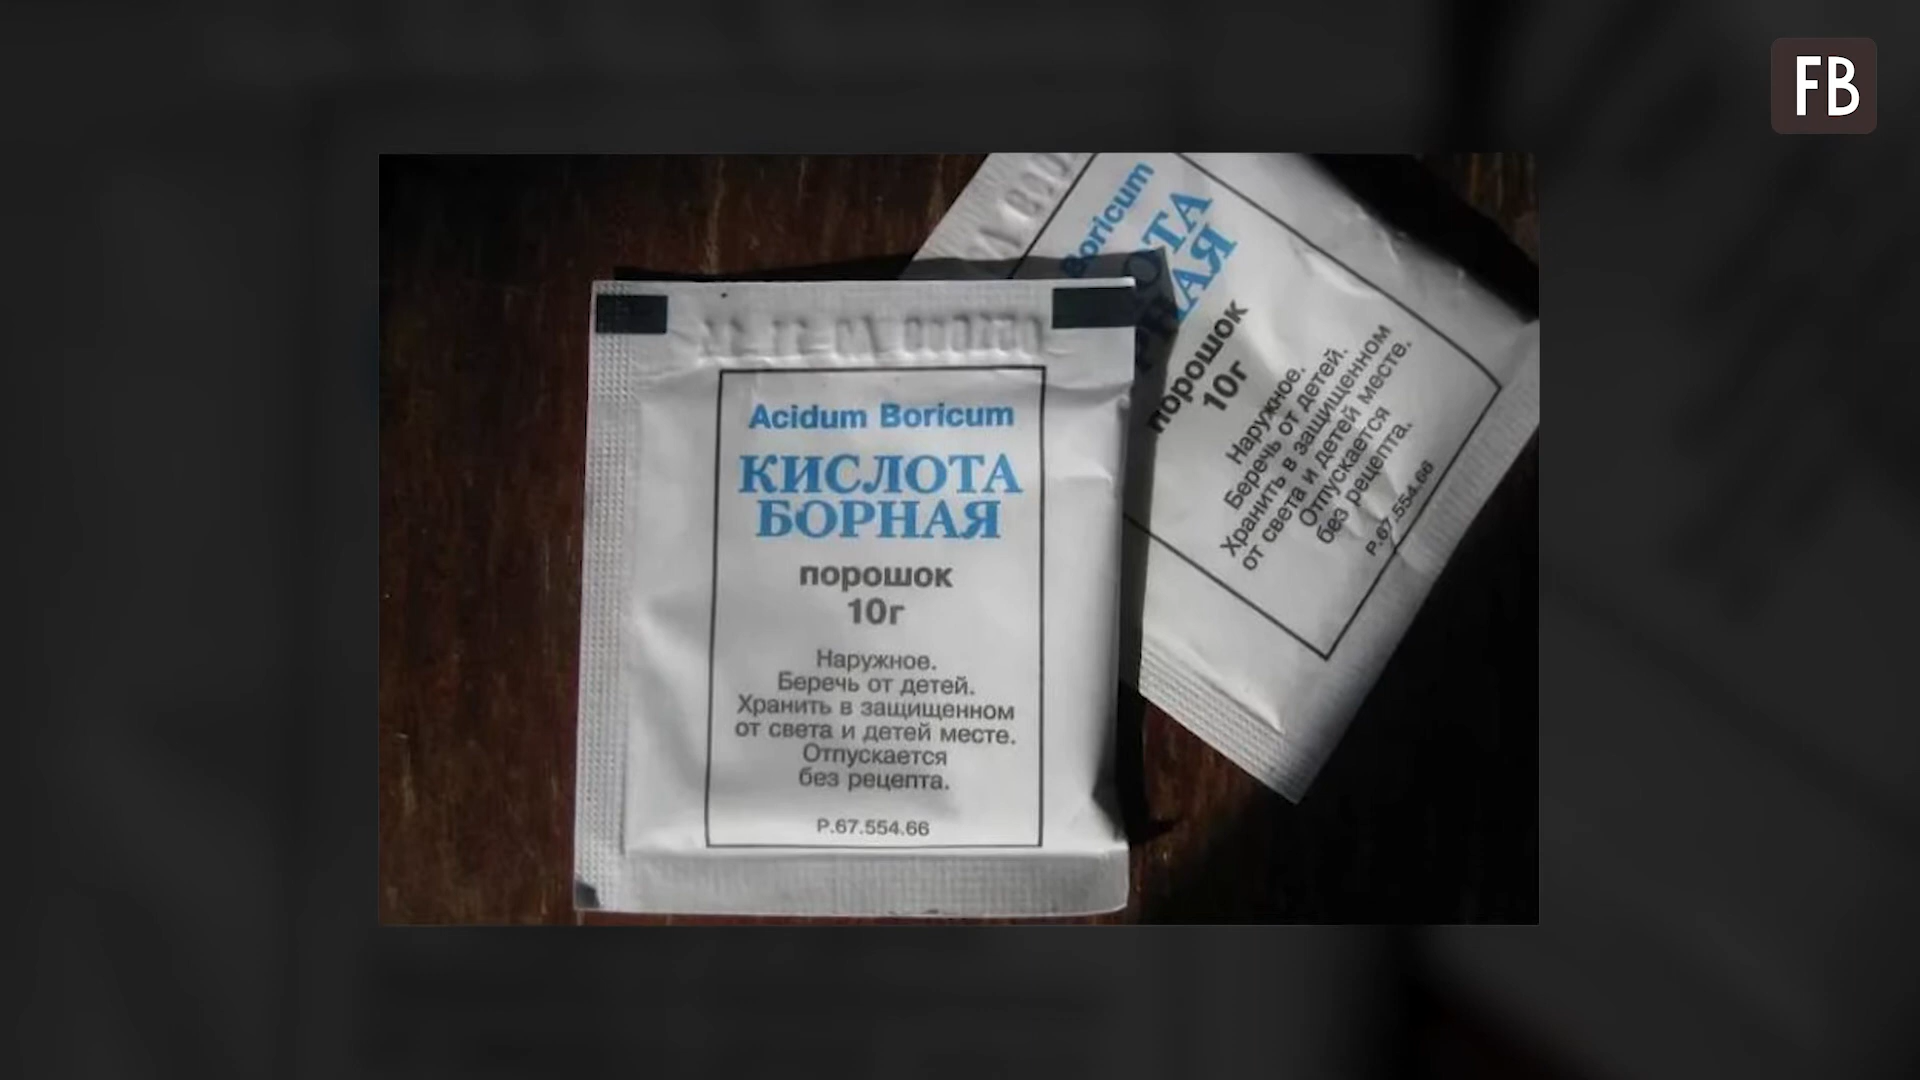 FB
Acidum Boricum
КИСЛОТА
БОРНАЯ
порошок
10г
Наружное.
Беречь от детей.
Хранить в защищенном
от света и детей месте.
Отпускается
без рецепта.
Р.67.554.66
Boricum
порошок
10г
Наружное.
Беречь от детей.
Хранить в защищенном
от света и детей месте.
Отпускается
без рецепта.
Р.67.554.66